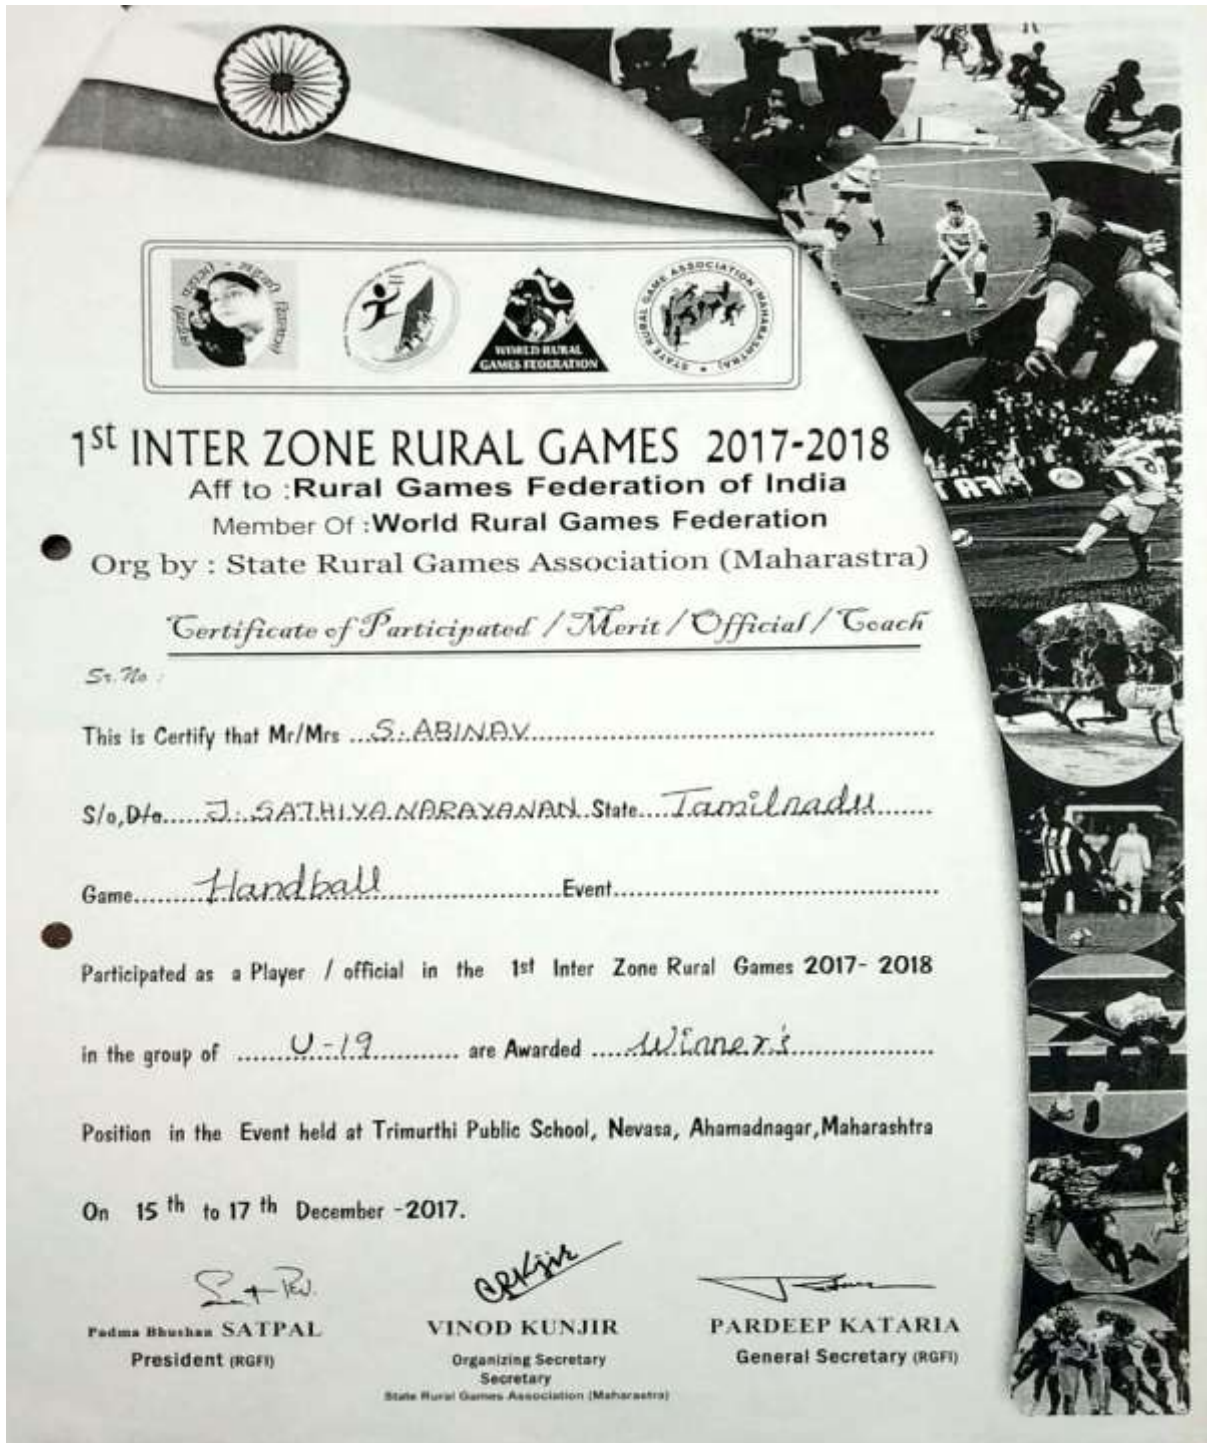 WORLD RURAL
GAMES FEDERATION
STATE RURAL GAME ASSOCIATION (MAHARASHTRA)
1st INTER ZONE RURAL GAMES 2017-2018
Aff to :Rural Games Federation of India
Member Of :World Rural Games Federation
Org by : State Rural Games Association (Maharastra)
Certificate of Participated / Merit / Official / Coach
Sr. No :
This is Certify that Mr/Mrs ...S. ABINAV...
S/o,D/o...... J. SATHIYANARAYANAN State.... Tamilnadu
Game........ Handball ........Event........
Participated as a Player / official in the 1st Inter Zone Rural Games 2017- 2018
in the group of ........ U-19 ........ are Awarded ..... Winner's ........
Position in the Event held at Trimurthi Public School, Nevasa, Ahamadnagar,Maharashtra
On 15 th to 17 th December -2017.
Padma Bhushan SATPAL VINOD KUNJIR PARDEEP KATARIA
President (RGFI) Organizing Secretary General Secretary (RGFI)
Secretary
State Rural Games Association (Maharastra)